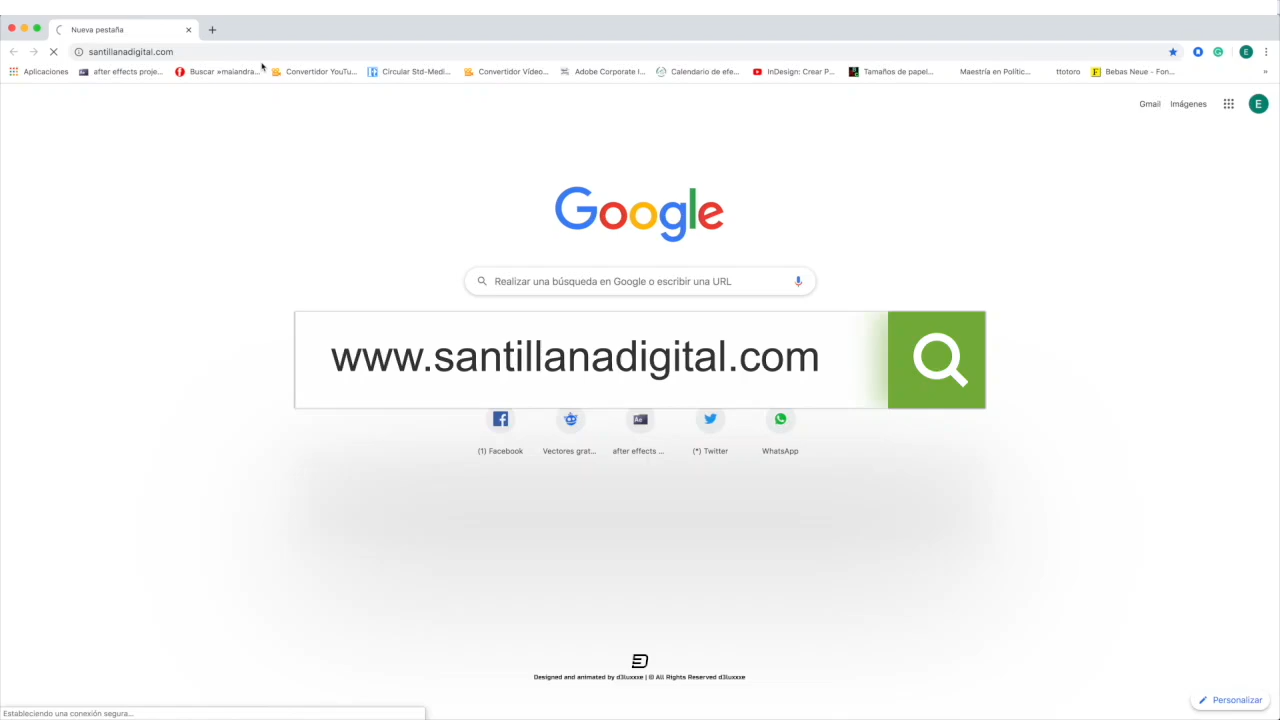 Nueva pestaña
santillanadigital.com
Aplicaciones
after effects proje...
Buscar »maiandra...
Convertidor YouTu...
Circular Std-Medi...
Convertidor Vídeo...
Adobe Corporate I...
Calendario de efe...
InDesign: Crear P...
Tamaños de papel...
Maestría en Polític...
ttotoro
Bebas Neue - Fon...
»
Gmail
Imágenes
E
Google
Realizar una búsqueda en Google o escribir una URL
www.santillanadigital.com
(1) Facebook
Vectores grat...
after effects ...
(*) Twitter
WhatsApp
Designed and animated by d3luxxxe | © All Rights Reserved d3luxxxe
Personalizar
Estableciendo una conexión segura...